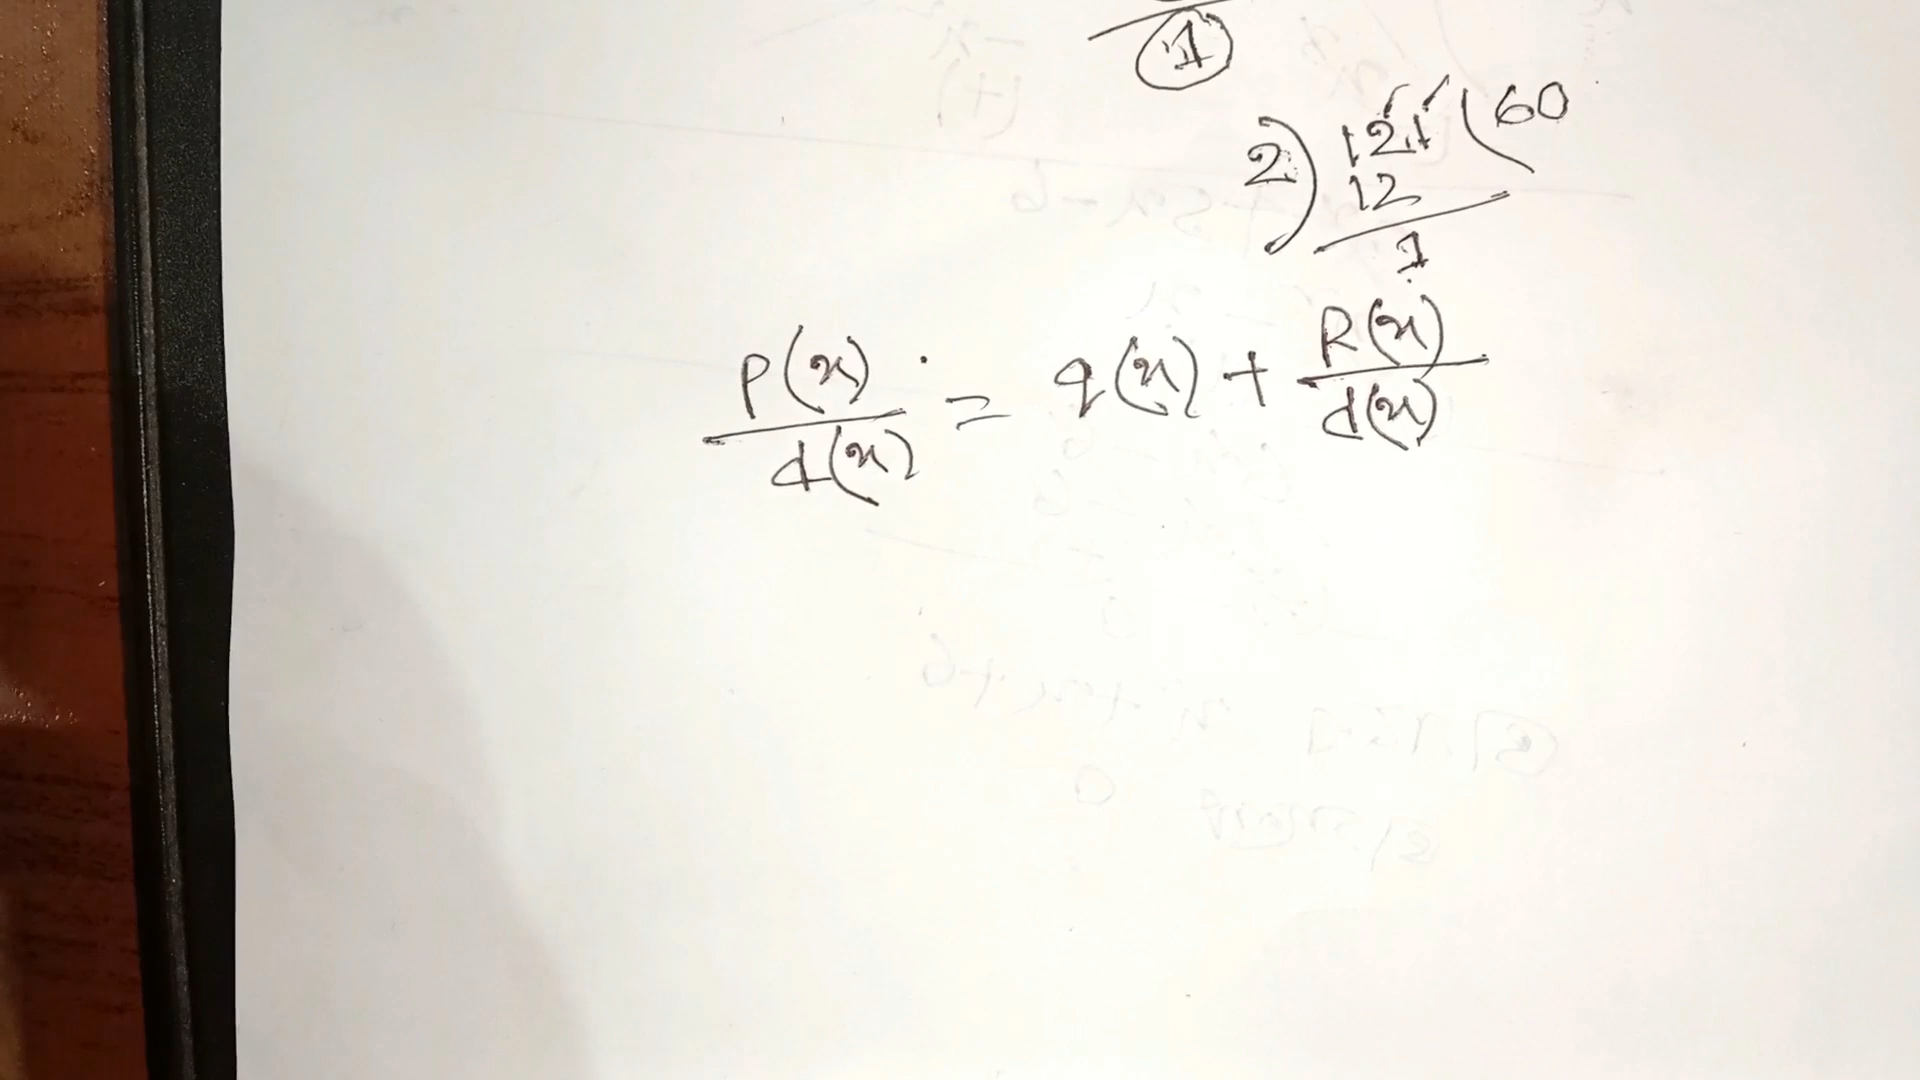 1
2) 121 ( 60
12
1
P(x)/d(x) = q(x) + R(x)/d(x)